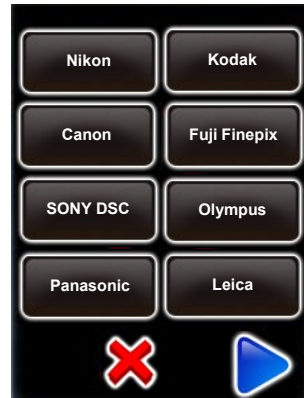 Nikon
Kodak
Canon
Fuji Finepix
SONY DSC
Olympus
Panasonic
Leica